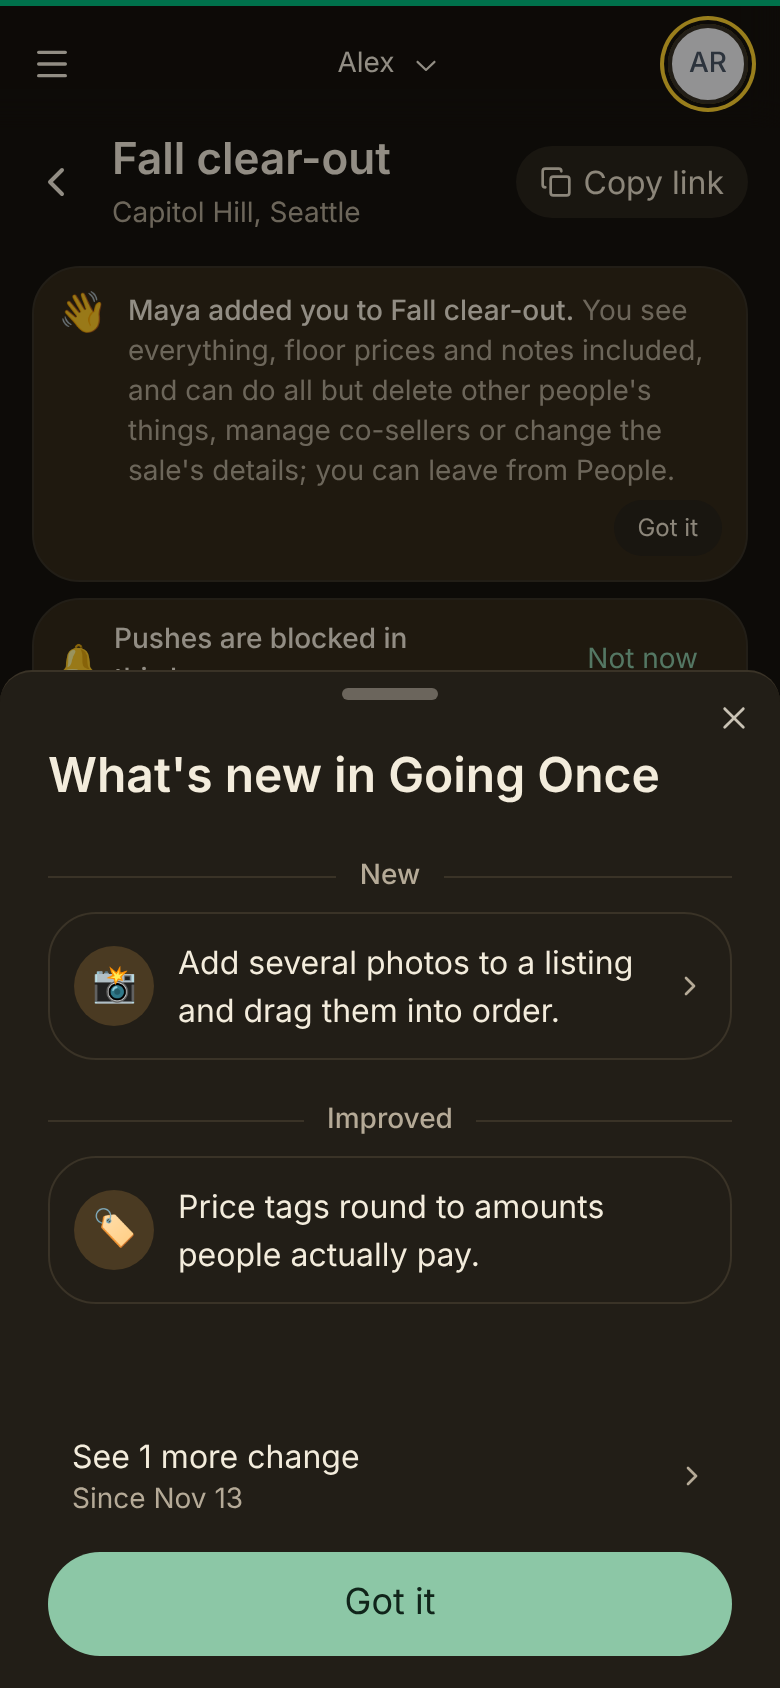 Alex
AR
Fall clear-out
Capitol Hill, Seattle
Copy link
Maya added you to Fall clear-out. You see
everything, floor prices and notes included,
and can do all but delete other people's
things, manage co-sellers or change the
sale's details; you can leave from People.
Got it
Pushes are blocked in
Not now
What's new in Going Once
New
Add several photos to a listing
and drag them into order.
Improved
Price tags round to amounts
people actually pay.
See 1 more change
Since Nov 13
Got it